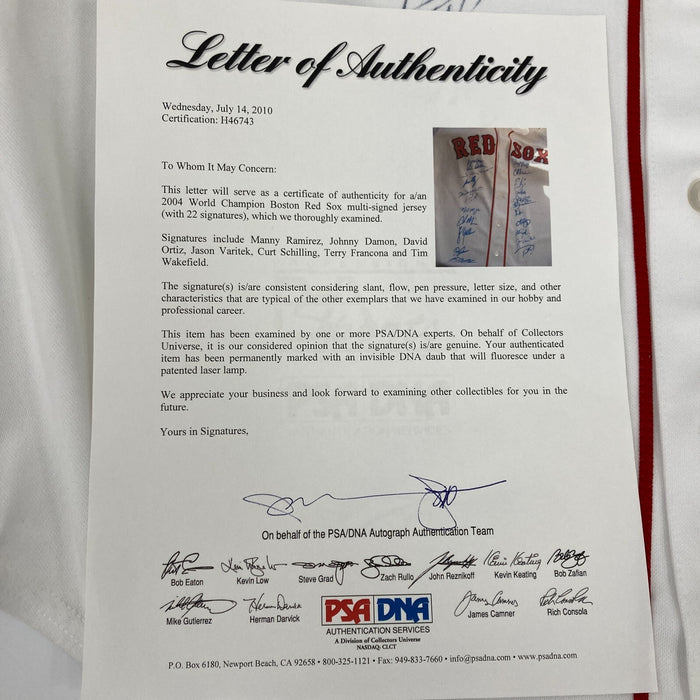 Letter of Authenticity
Wednesday, July 14, 2010
Certification: H46743
RED SOX
To Whom It May Concern:
This letter will serve as a certificate of authenticity for a/an
2004 World Champion Boston Red Sox multi-signed jersey
(with 22 signatures), which we thoroughly examined.
Signatures include Manny Ramirez, Johnny Damon, David
Ortiz, Jason Varitek, Curt Schilling, Terry Francona and Tim
Wakefield.
The signature(s) is/are consistent considering slant, flow, pen pressure, letter size, and other
characteristics that are typical of the other exemplars that we have examined in our hobby and
professional career.
This item has been examined by one or more PSA/DNA experts. On behalf of Collectors
Universe, it is our considered opinion that the signature(s) is/are genuine. Your authenticated
item has been permanently marked with an invisible DNA daub that will fluoresce under a
patented laser lamp.
We appreciate your business and look forward to examining other collectibles for you in the
future.
Yours in Signatures,
On behalf of the PSA/DNA Autograph Authentication Team
Bob Eaton Kevin Low Steve Grad Zach Rullo John Reznikoff Kevin Keating Bob Zafian
Mike Gutierrez Herman Darvick James Camner Rich Consola
PSA DNA
AUTHENTICATION SERVICES
A Division of Collectors Universe
NASDAQ: CLCT
P.O. Box 6180, Newport Beach, CA 92658 • 800-325-1121 • Fax: 949-833-7660 • info@psadna.com • www.psadna.com